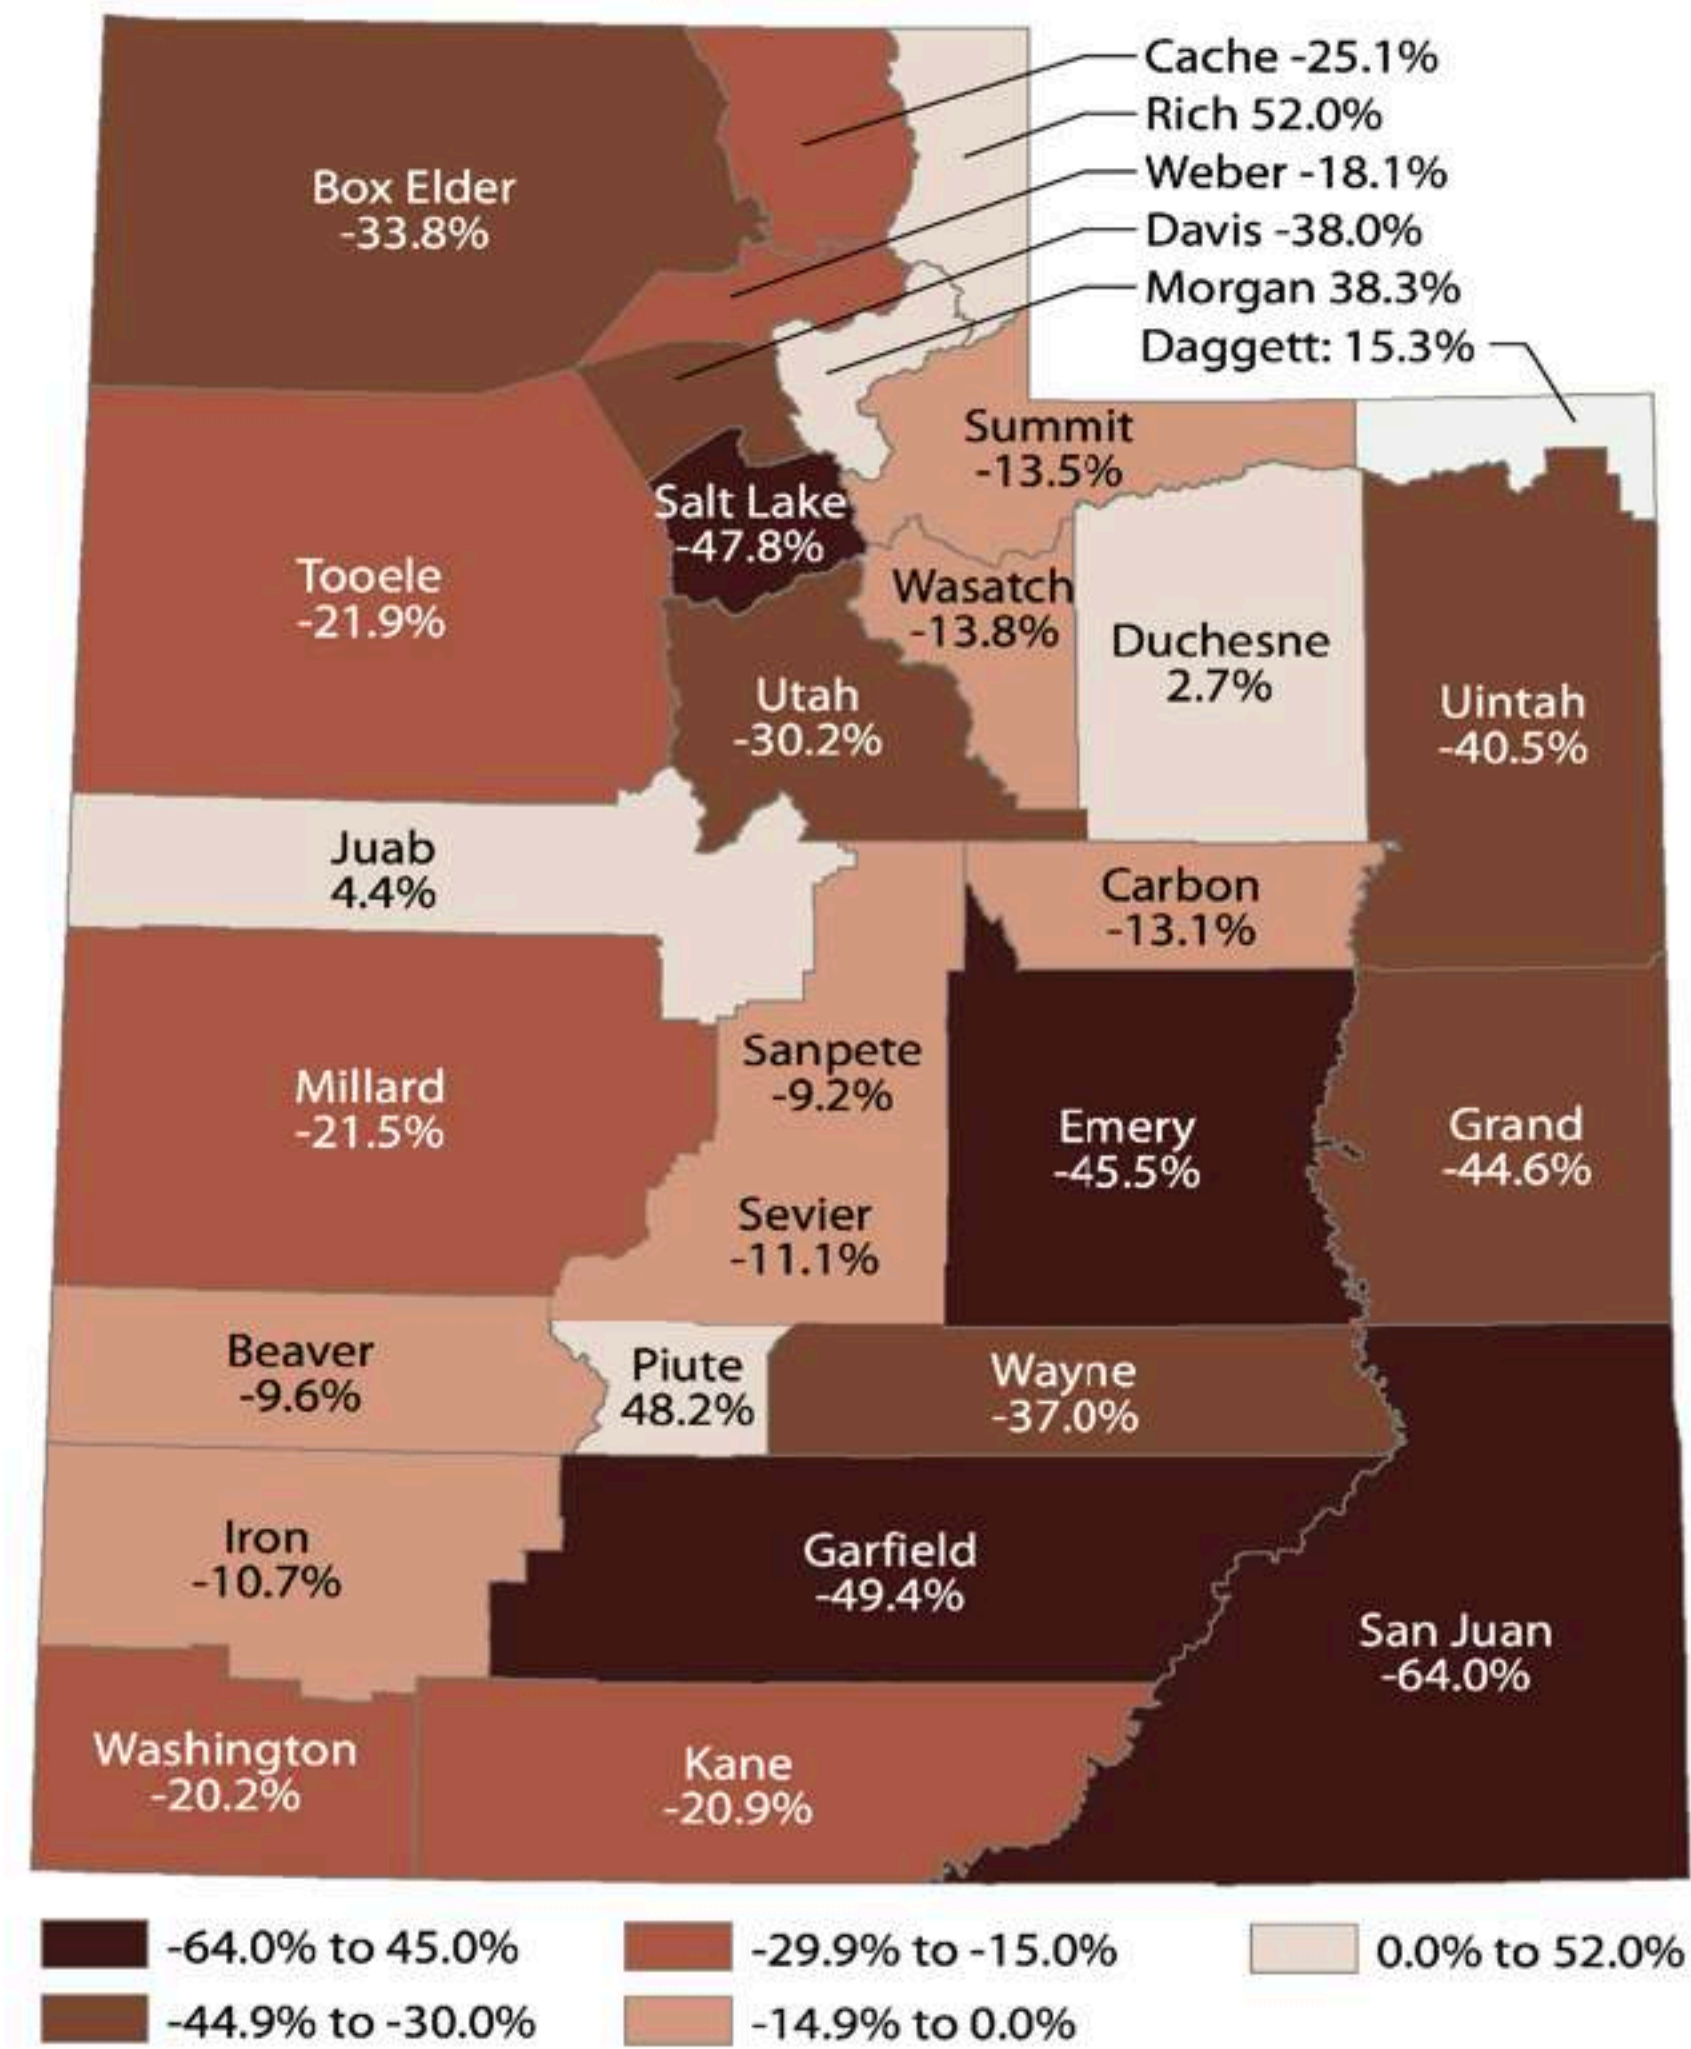 Cache -25.1%
Rich 52.0%
Weber -18.1%
Davis -38.0%
Morgan 38.3%
Daggett: 15.3%
Box Elder
-33.8%
Summit
-13.5%
Salt Lake
-47.8%
Tooele
-21.9%
Wasatch
-13.8%
Duchesne
2.7%
Utah
-30.2%
Uintah
-40.5%
Juab
4.4%
Carbon
-13.1%
Sanpete
-9.2%
Millard
-21.5%
Emery
-45.5%
Grand
-44.6%
Sevier
-11.1%
Beaver
-9.6%
Piute
48.2%
Wayne
-37.0%
Iron
-10.7%
Garfield
-49.4%
San Juan
-64.0%
Washington
-20.2%
Kane
-20.9%
-64.0% to 45.0%
-29.9% to -15.0%
0.0% to 52.0%
-44.9% to -30.0%
-14.9% to 0.0%